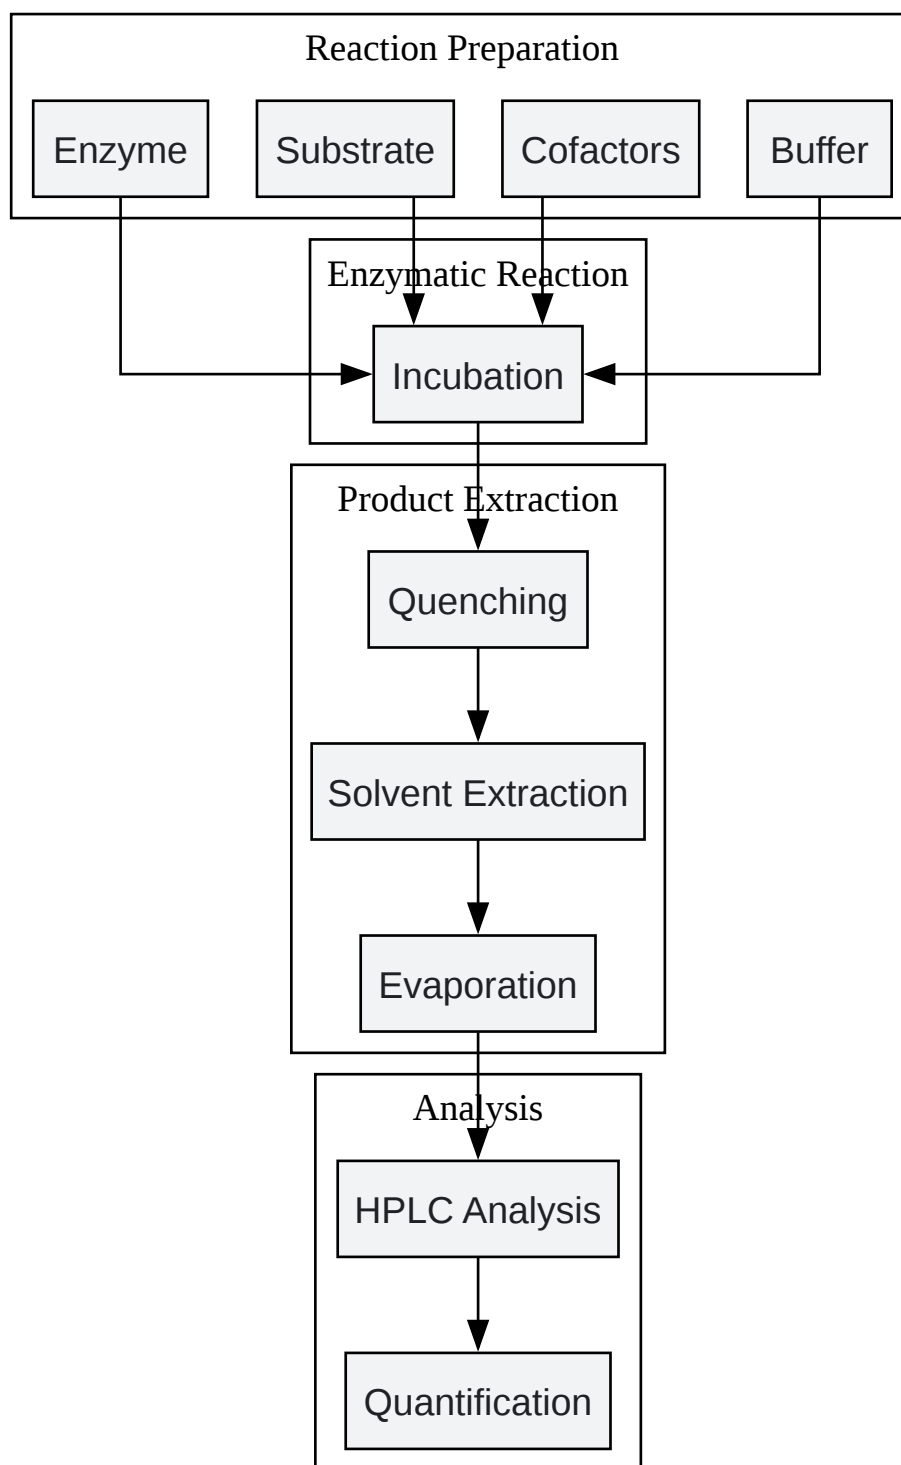 Reaction Preparation
Enzyme
Substrate
Cofactors
Buffer
Enzymatic Reaction
Incubation
Product Extraction
Quenching
Solvent Extraction
Evaporation
Analysis
HPLC Analysis
Quantification